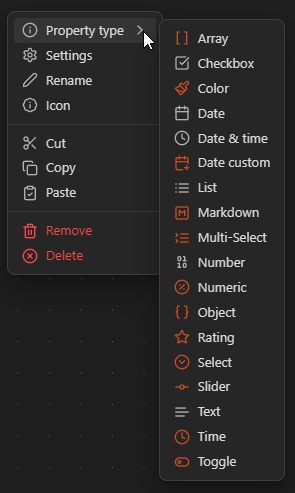 Property type
Settings
Rename
Icon
Cut
Copy
Paste
Remove
Delete
Array
Checkbox
Color
Date
Date & time
Date custom
List
Markdown
Multi-Select
Number
Numeric
Object
Rating
Select
Slider
Text
Time
Toggle